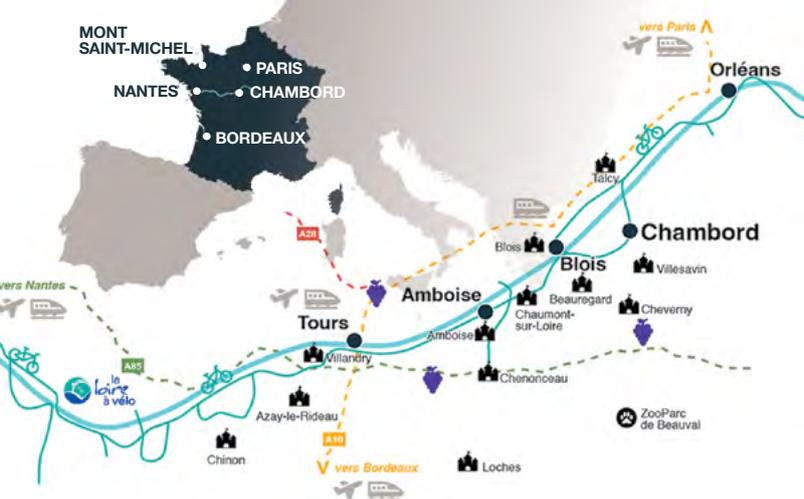 MONT
SAINT-MICHEL
PARIS
NANTES
CHAMBORD
BORDEAUX
vers Paris
Orléans
Talcy
Chambord
Blois
Blois
Villesavin
Beauregard
Cheverny
A28
vers Nantes
Amboise
Chaumont-
sur-Loire
Tours
Amboise
Villandry
A85
Chenonceau
la
loire
à vélo
Azay-le-Rideau
ZooParc
de Beauval
A10
Chinon
vers Bordeaux
Loches